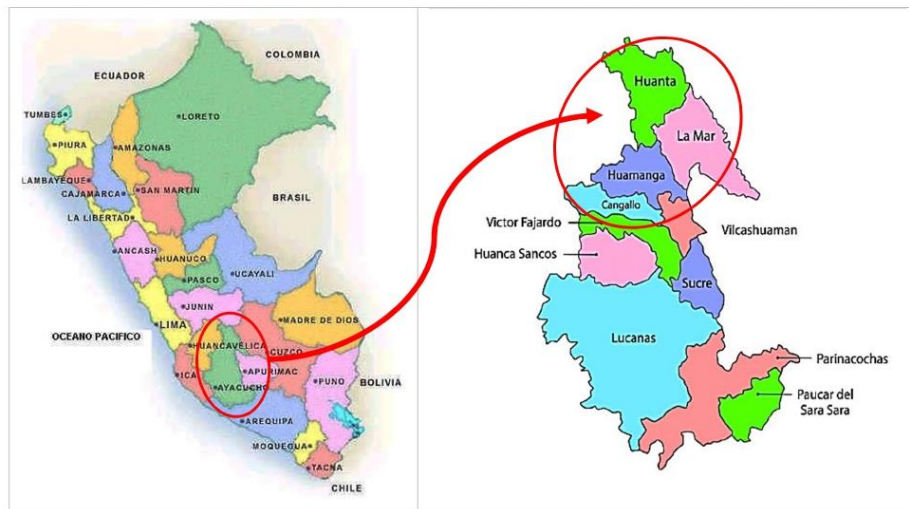 COLOMBIA
ECUADOR
TUMBES
LORETO
PIURA
AMAZONAS
LAMBAYEQUE
CAJAMARCA
SAN MARTIN
BRASIL
LA LIBERTAD
ANCASH
HUANUCO
UCAYALI
PASCO
JUNIN
LIMA
MADRE DE DIOS
OCEANO PACIFICO
HUANCAVELICA
CUZCO
ICA
APURIMAC
AYACUCHO
PUNO
BOLIVIA
AREQUIPA
MOQUEGUA
TACNA
CHILE
Huanta
La Mar
Huamanga
Cangallo
Victor Fajardo
Vilcashuaman
Huanca Sancos
Sucre
Lucanas
Parinacochas
Paucar del
Sara Sara